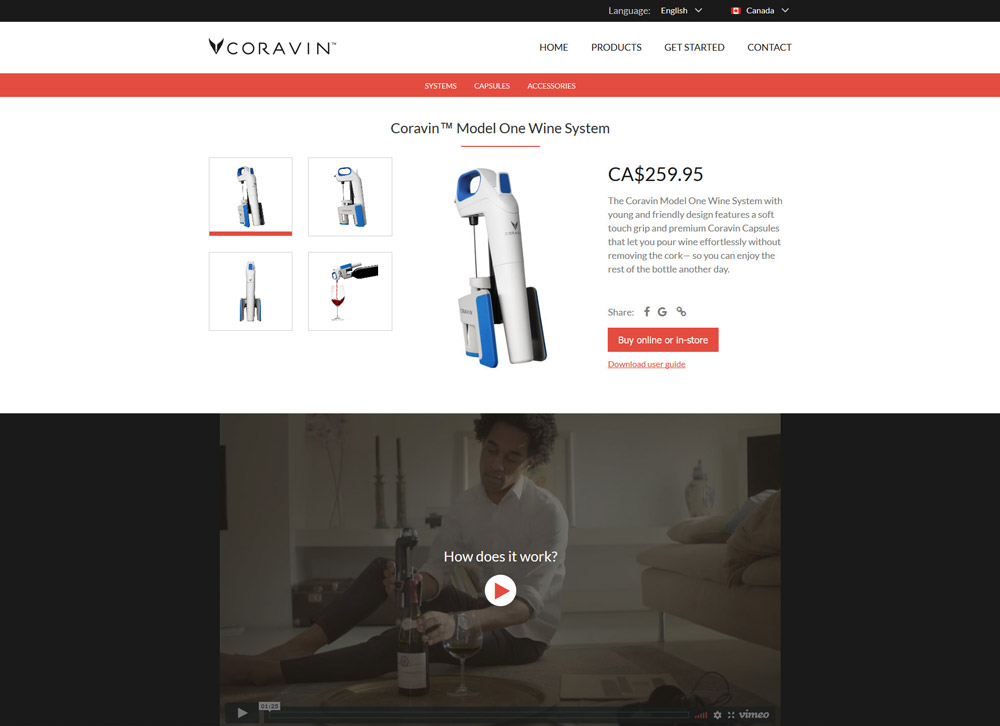 Language: English Canada
CORAVIN™
HOME PRODUCTS GET STARTED CONTACT
SYSTEMS CAPSULES ACCESSORIES
Coravin™ Model One Wine System
CA$259.95
The Coravin Model One Wine System with
young and friendly design features a soft
touch grip and premium Coravin Capsules
that let you pour wine effortlessly without
removing the cork— so you can enjoy the
rest of the bottle another day.
CORAVIN
CORAVIN
Share:
Buy online or in-store
Download user guide
How does it work?
01:25
vimeo